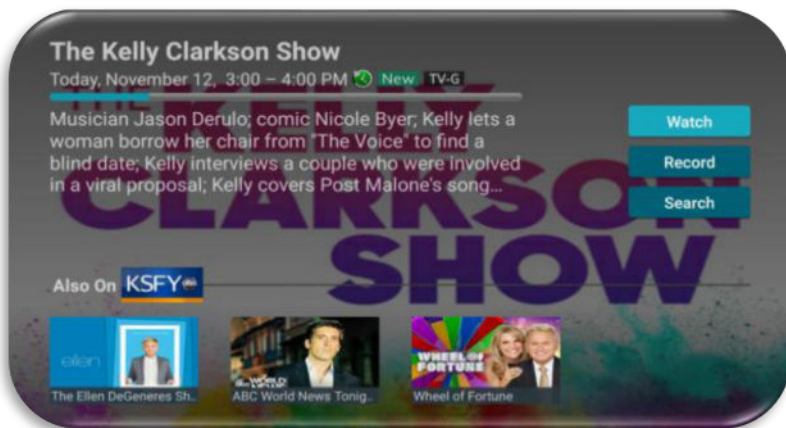 The Kelly Clarkson Show
Today, November 12, 3:00 – 4:00 PM New TV-G
Musician Jason Derulo; comic Nicole Byer; Kelly lets a
woman borrow her chair from "The Voice" to find a
blind date; Kelly interviews a couple who were involved
in a viral proposal; Kelly covers Post Malone's song...
Watch
Record
Search
THE
KELLY
CLARKSON
SHOW
Also On KSFY
ellen
WORLD
WHEEL OF
FORTUNE
The Ellen DeGeneres Sh..
ABC World News Tonig..
Wheel of Fortune